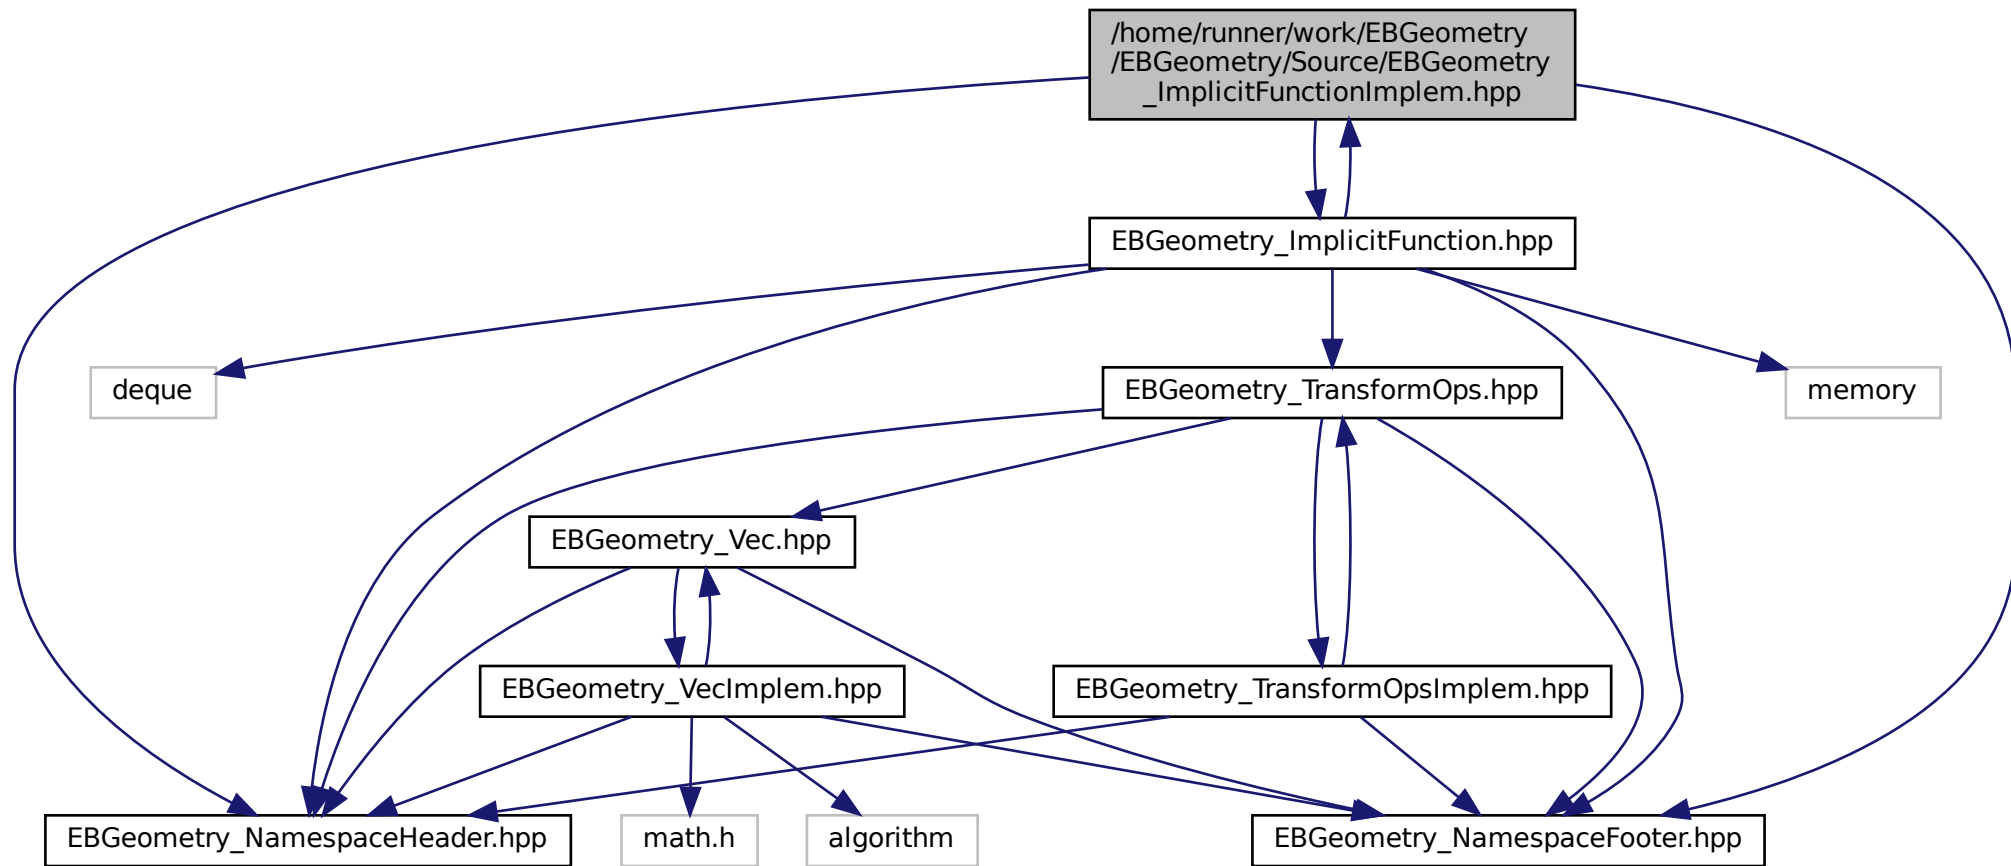 /home/runner/work/EBGeometry
/EBGeometry/Source/EBGeometry
_ImplicitFunctionImplem.hpp
EBGeometry_ImplicitFunction.hpp
deque
EBGeometry_TransformOps.hpp
memory
EBGeometry_Vec.hpp
EBGeometry_VecImplem.hpp
EBGeometry_TransformOpsImplem.hpp
EBGeometry_NamespaceHeader.hpp
math.h
algorithm
EBGeometry_NamespaceFooter.hpp